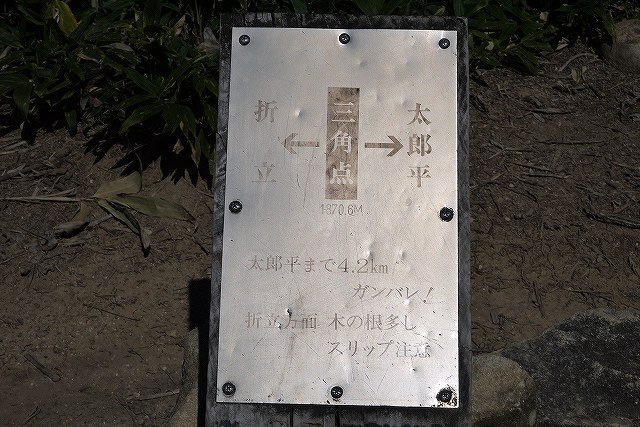 折立 ← 三角点 → 太郎平
1870.6M
太郎平まで4.2km
ガンバレ！
折立方面 木の根多し
スリップ注意